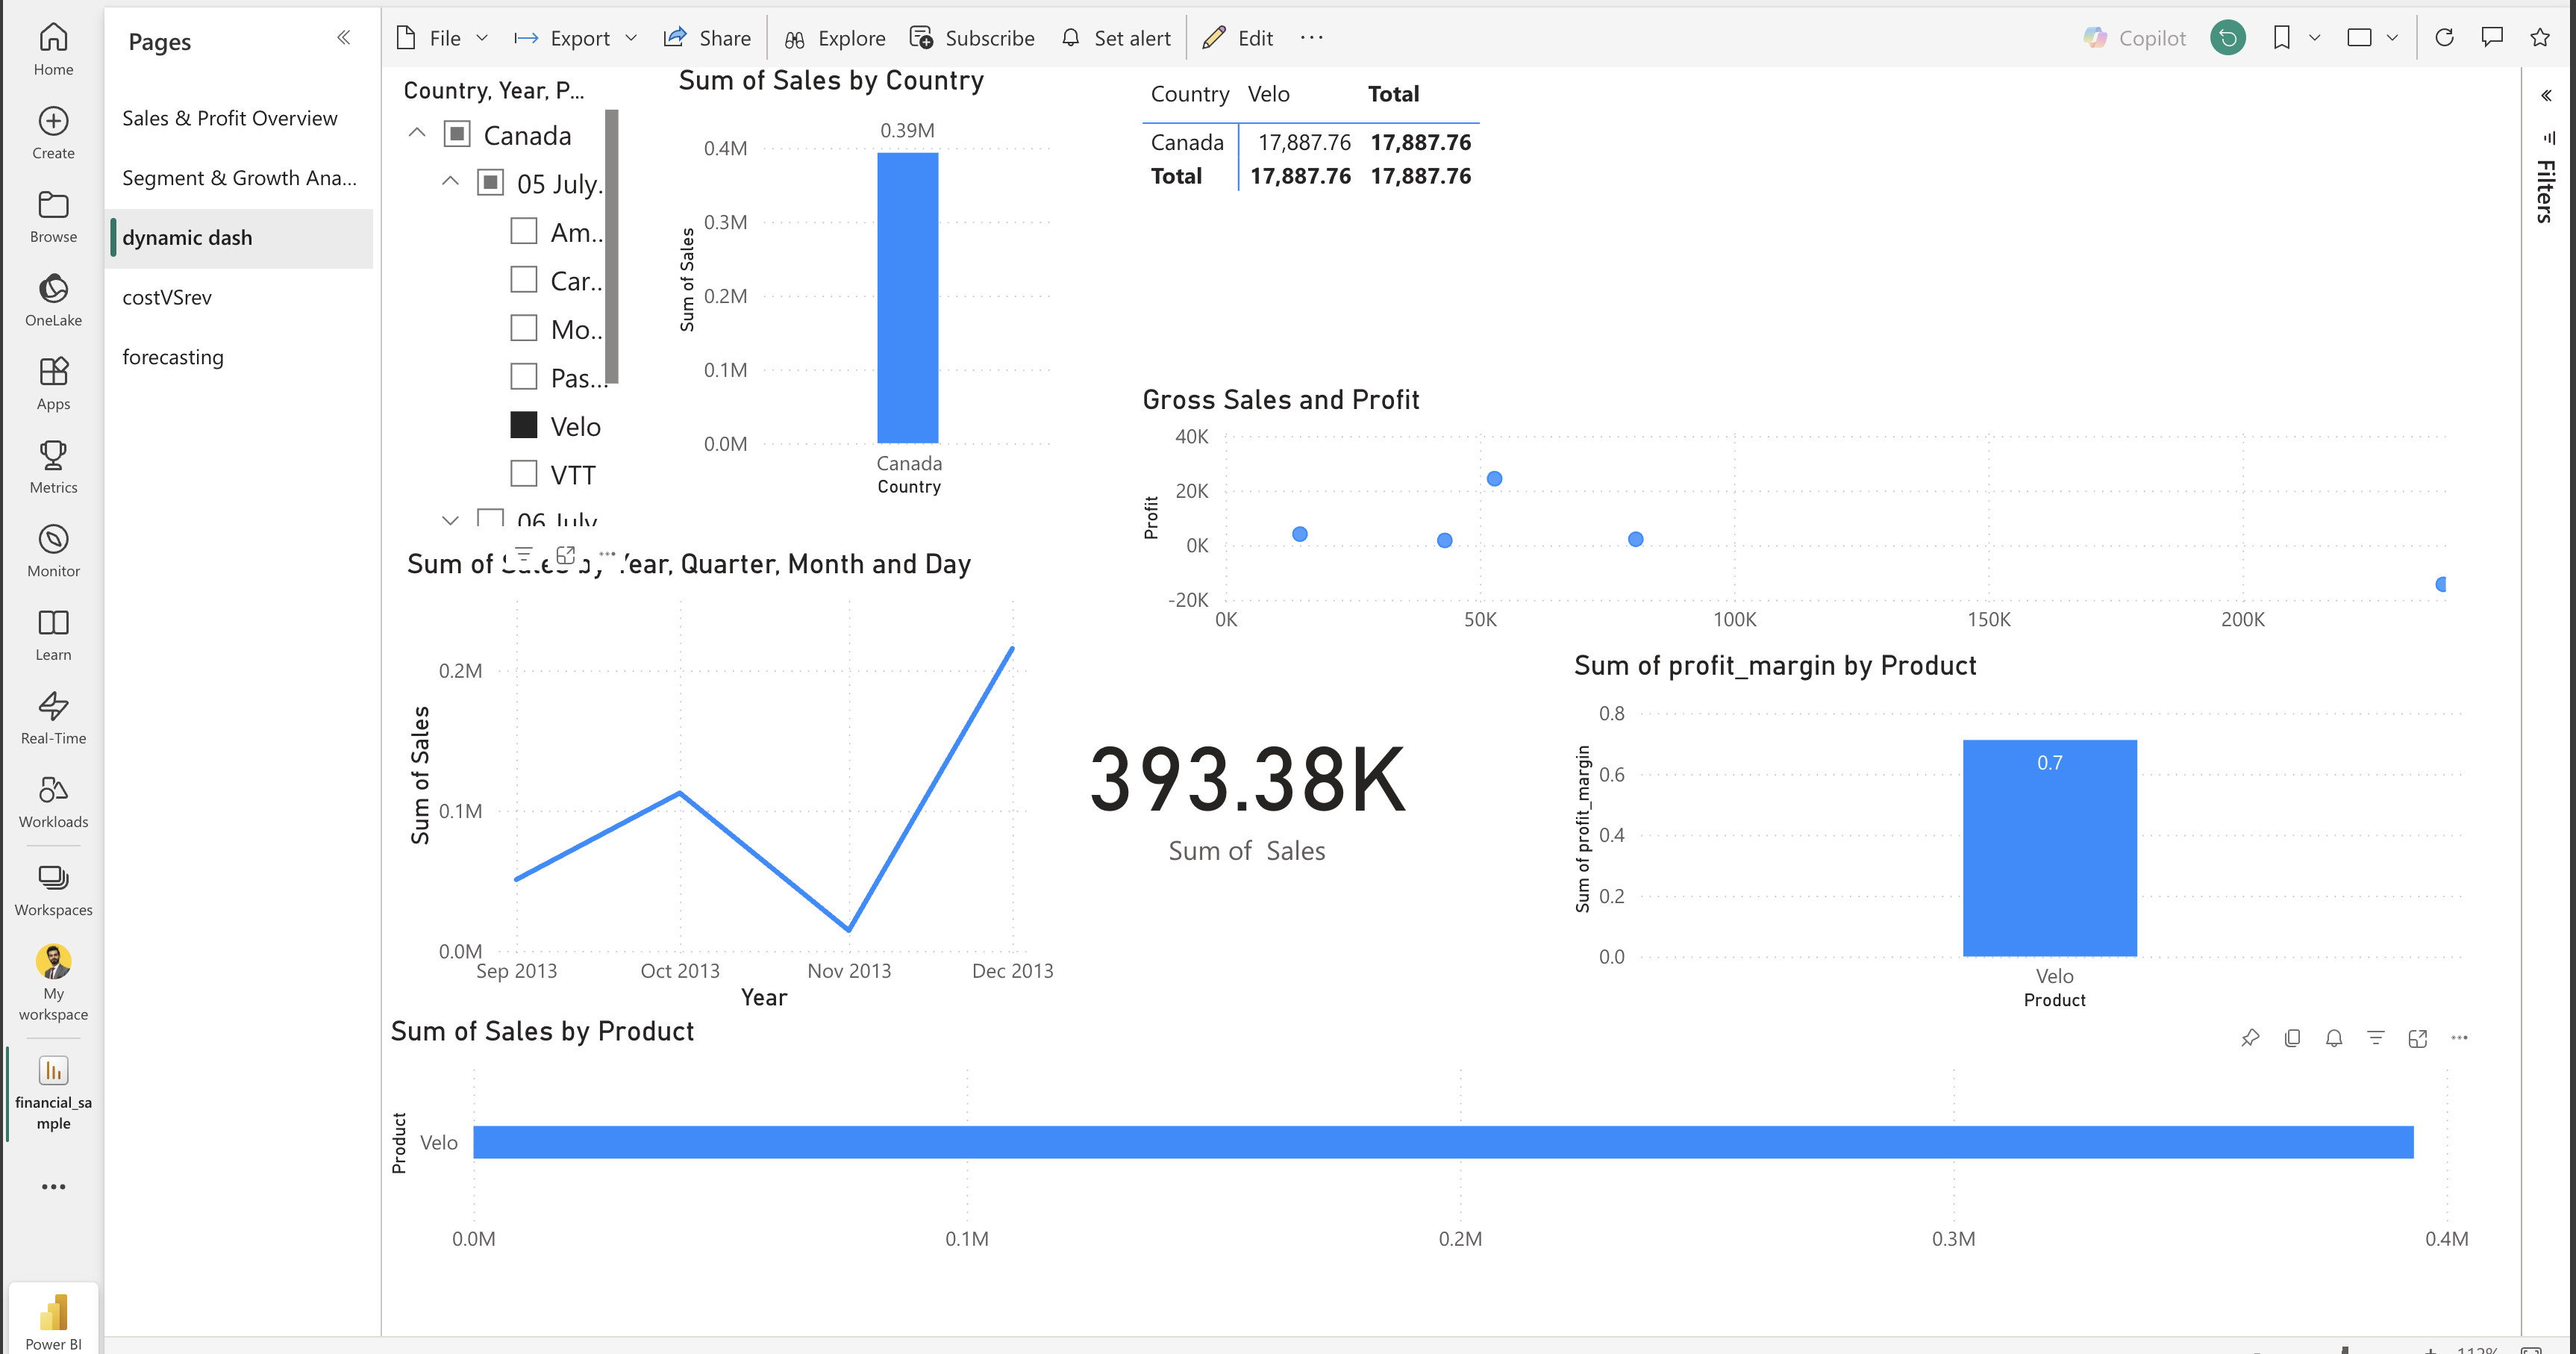 Home
Create
Browse
OneLake
Apps
Metrics
Monitor
Learn
Real-Time
Workloads
Workspaces
My
workspace
financial_sa
mple
Power BI
Pages
Sales & Profit Overview
Segment & Growth Ana...
dynamic dash
costVSrev
forecasting
File
Export
Share
Explore
Subscribe
Set alert
Edit
Copilot
Filters
Country, Year, P...
Canada
05 July.
Am..
Car..
Mo..
Pas...
Velo
VTT
06 July
Sum of Sales by Country
Sum of Sales
0.4M
0.3M
0.2M
0.1M
0.0M
0.39M
Canada
Country
Country Velo Total
Canada 17,887.76 17,887.76
Total 17,887.76 17,887.76
Gross Sales and Profit
Profit
40K
20K
0K
-20K
0K 50K 100K 150K 200K
Sum of Sales by Year, Quarter, Month and Day
Sum of Sales
0.2M
0.1M
0.0M
Sep 2013 Oct 2013 Nov 2013 Dec 2013
Year
393.38K
Sum of Sales
Sum of profit_margin by Product
Sum of profit_margin
0.8
0.6
0.4
0.2
0.0
0.7
Velo
Product
Sum of Sales by Product
Product
Velo
0.0M 0.1M 0.2M 0.3M 0.4M